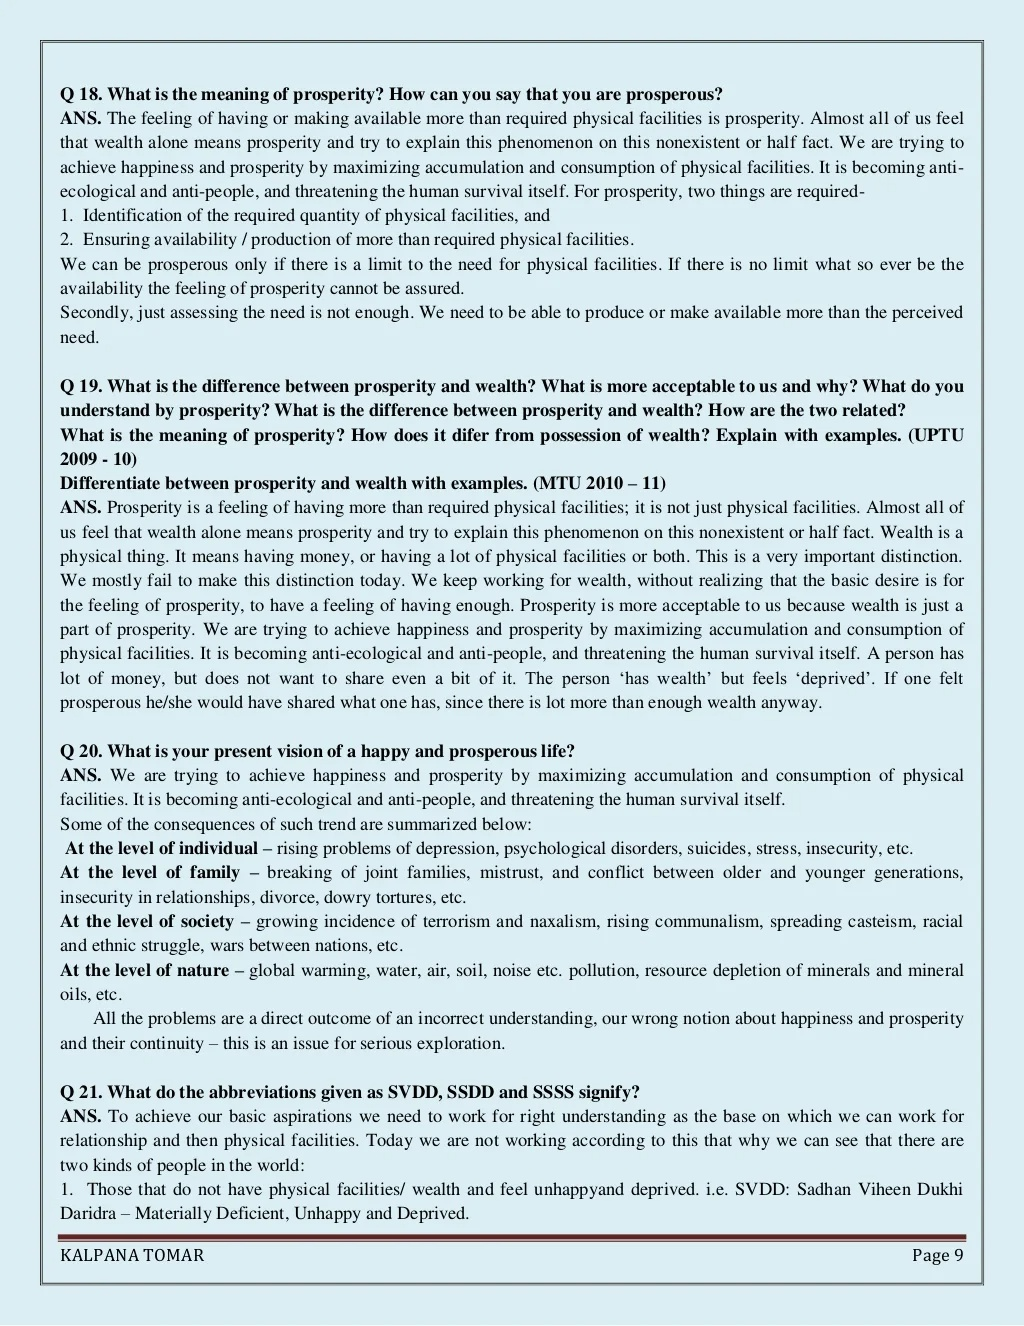 Q 18. What is the meaning of prosperity? How can you say that you are prosperous?
ANS. The feeling of having or making available more than required physical facilities is prosperity. Almost all of us feel
that wealth alone means prosperity and try to explain this phenomenon on this nonexistent or half fact. We are trying to
achieve happiness and prosperity by maximizing accumulation and consumption of physical facilities. It is becoming anti-
ecological and anti-people, and threatening the human survival itself. For prosperity, two things are required-
1. Identification of the required quantity of physical facilities, and
2. Ensuring availability / production of more than required physical facilities.
We can be prosperous only if there is a limit to the need for physical facilities. If there is no limit what so ever be the
availability the feeling of prosperity cannot be assured.
Secondly, just assessing the need is not enough. We need to be able to produce or make available more than the perceived
need.
Q 19. What is the difference between prosperity and wealth? What is more acceptable to us and why? What do you
understand by prosperity? What is the difference between prosperity and wealth? How are the two related?
What is the meaning of prosperity? How does it difer from possession of wealth? Explain with examples. (UPTU
2009 - 10)
Differentiate between prosperity and wealth with examples. (MTU 2010 – 11)
ANS. Prosperity is a feeling of having more than required physical facilities; it is not just physical facilities. Almost all of
us feel that wealth alone means prosperity and try to explain this phenomenon on this nonexistent or half fact. Wealth is a
physical thing. It means having money, or having a lot of physical facilities or both. This is a very important distinction.
We mostly fail to make this distinction today. We keep working for wealth, without realizing that the basic desire is for
the feeling of prosperity, to have a feeling of having enough. Prosperity is more acceptable to us because wealth is just a
part of prosperity. We are trying to achieve happiness and prosperity by maximizing accumulation and consumption of
physical facilities. It is becoming anti-ecological and anti-people, and threatening the human survival itself. A person has
lot of money, but does not want to share even a bit of it. The person ‘has wealth’ but feels ‘deprived’. If one felt
prosperous he/she would have shared what one has, since there is lot more than enough wealth anyway.
Q 20. What is your present vision of a happy and prosperous life?
ANS. We are trying to achieve happiness and prosperity by maximizing accumulation and consumption of physical
facilities. It is becoming anti-ecological and anti-people, and threatening the human survival itself.
Some of the consequences of such trend are summarized below:
At the level of individual – rising problems of depression, psychological disorders, suicides, stress, insecurity, etc.
At the level of family – breaking of joint families, mistrust, and conflict between older and younger generations,
insecurity in relationships, divorce, dowry tortures, etc.
At the level of society – growing incidence of terrorism and naxalism, rising communalism, spreading casteism, racial
and ethnic struggle, wars between nations, etc.
At the level of nature – global warming, water, air, soil, noise etc. pollution, resource depletion of minerals and mineral
oils, etc.
All the problems are a direct outcome of an incorrect understanding, our wrong notion about happiness and prosperity
and their continuity – this is an issue for serious exploration.
Q 21. What do the abbreviations given as SVDD, SSDD and SSSS signify?
ANS. To achieve our basic aspirations we need to work for right understanding as the base on which we can work for
relationship and then physical facilities. Today we are not working according to this that why we can see that there are
two kinds of people in the world:
1. Those that do not have physical facilities/ wealth and feel unhappyand deprived. i.e. SVDD: Sadhan Viheen Dukhi
Daridra – Materially Deficient, Unhappy and Deprived.
KALPANA TOMAR Page 9